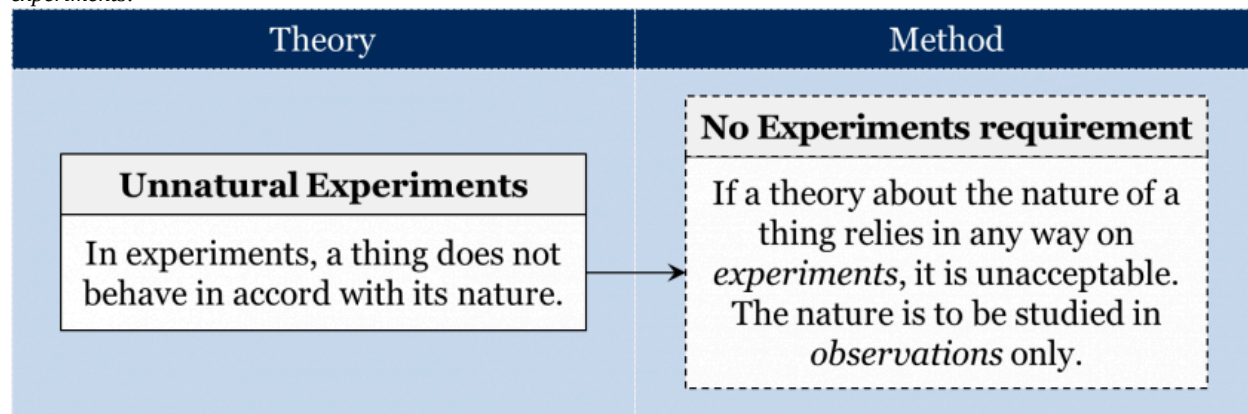 experiments.
Theory
Method
Unnatural Experiments
In experiments, a thing does not
behave in accord with its nature.
No Experiments requirement
If a theory about the nature of a
thing relies in any way on
experiments, it is unacceptable.
The nature is to be studied in
observations only.